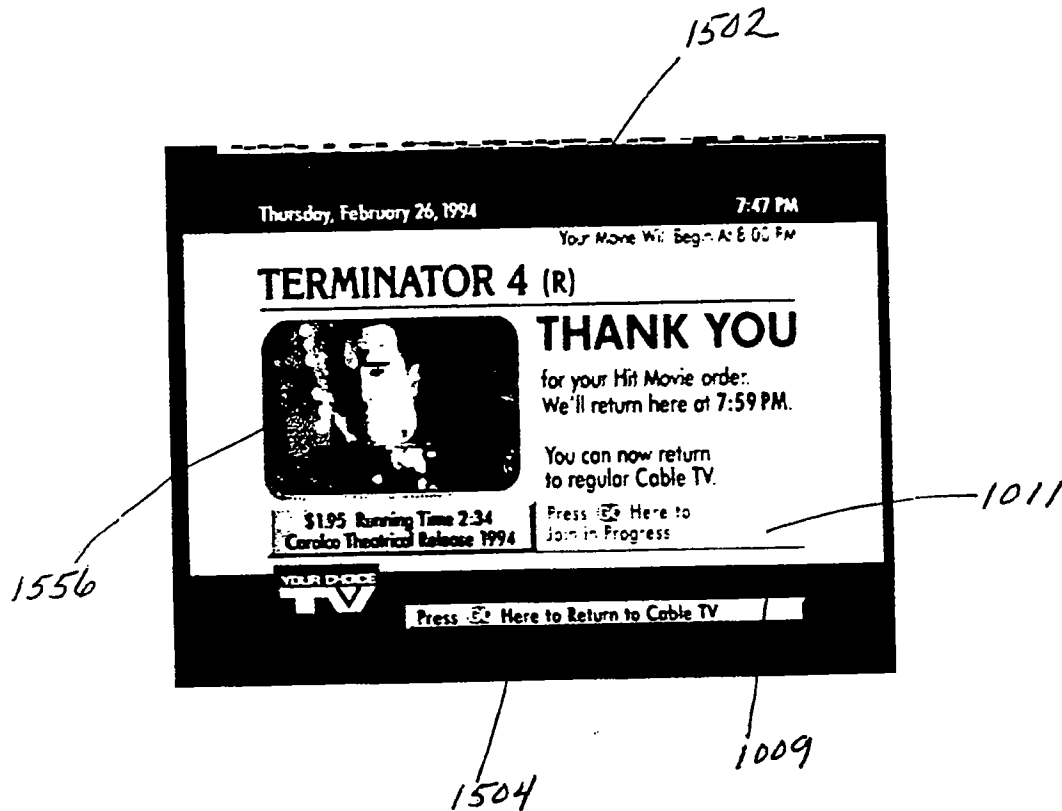 1502
Thursday, February 26, 1994
7:47 PM
Your Movie Will Begin At 8:00 PM
TERMINATOR 4 (R)
THANK YOU
for your Hit Movie order.
We'll return here at 7:59 PM.
You can now return
to regular Cable TV.
Press GO Here to
Join in Progress
1011
$1.95 Running Time 2:34
Carolco Theatrical Release 1994
1556
YOUR CHOICE
TV
Press GO Here to Return to Cable TV
1009
1504